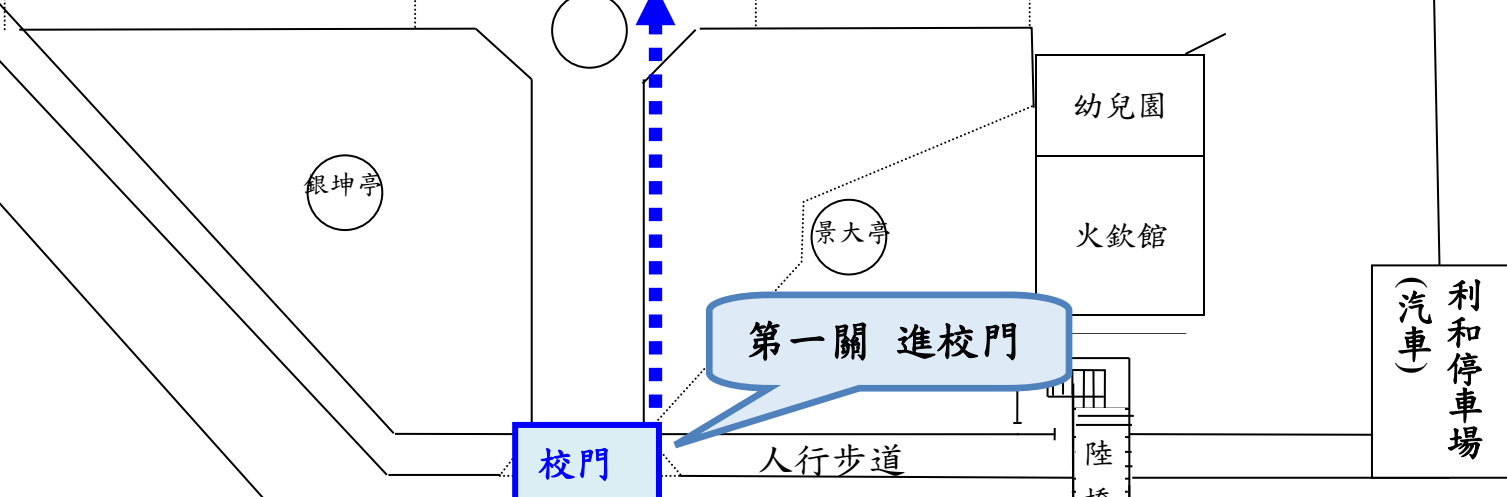 幼兒園
銀坤亭
景大亭
火欽館
第一關 進校門
利和停車場
(汽車)
校門
人行步道
陸